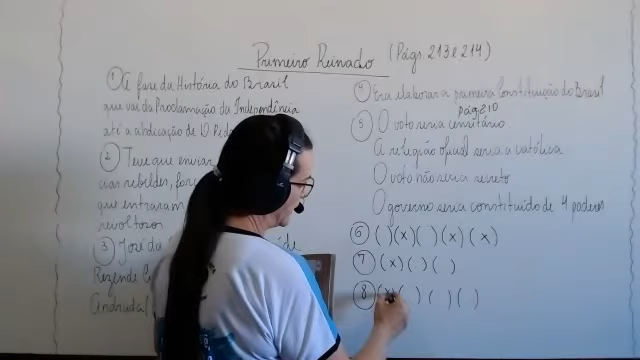 Primeiro Reinado (Págs. 213 e 214)
1 A fase da História do Brasil
que vai da Proclamação da Independência
até a abdicação de D.
2 Teve que enviar
que entraram
revoltosos
3 José da
Rezende
Andrada
4 Era elaborar a primeira Constituição do Brasil
pág 210
5 O voto seria censitário
A religião oficial seria a católica
O voto não seria secreto
O governo seria constituído de 4 poderes
6 ( ) (x) ( ) (x) (x)
7 (x) ( ) ( )
8 (x) ( ) ( ) ( )